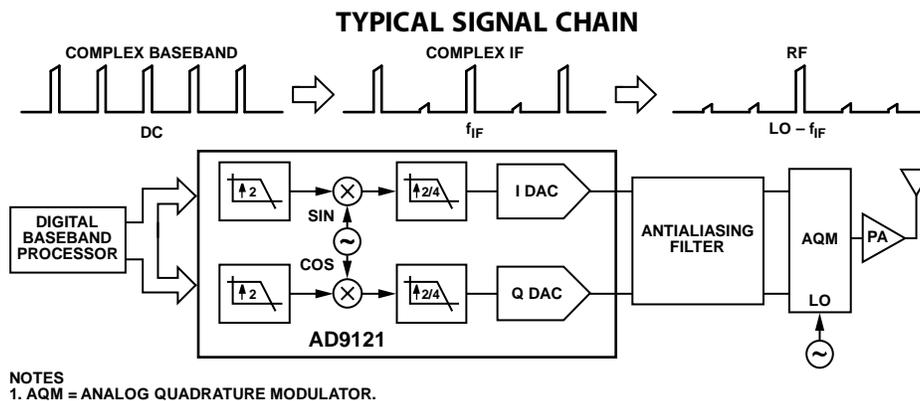 TYPICAL SIGNAL CHAIN
COMPLEX BASEBAND
COMPLEX IF
RF
DC
fIF
LO – fIF
2
2/4
I DAC
SIN
DIGITAL
BASEBAND
PROCESSOR
ANTIALIASING
FILTER
AQM
PA
COS
2
2/4
Q DAC
LO
AD9121
NOTES
1. AQM = ANALOG QUADRATURE MODULATOR.